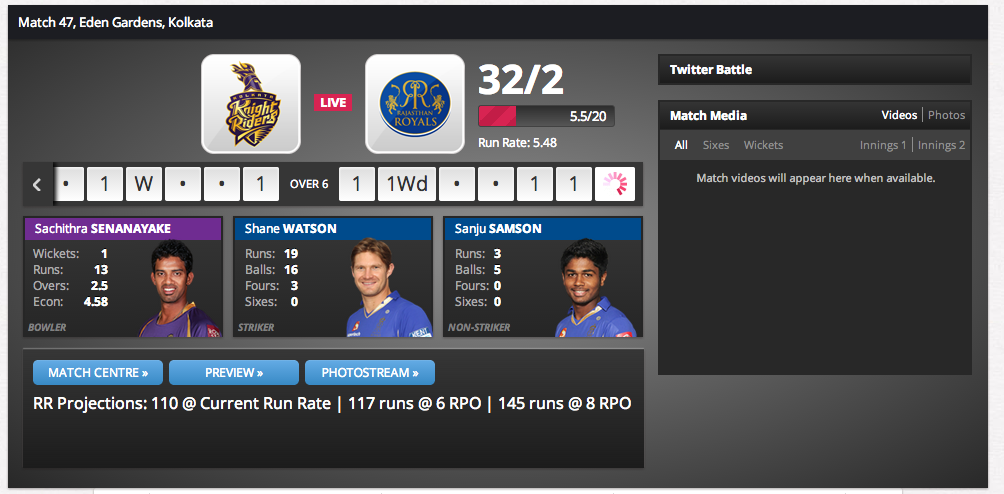 Match 47, Eden Gardens, Kolkata
KOLKATA
Knight
Riders
LIVE
RR
RAJASTHAN
ROYALS
32/2
5.5/20
Run Rate: 5.48
• 1 W • • 1 OVER 6 1 1Wd • • 1 1
Sachithra SENANAYAKE
Wickets: 1
Runs: 13
Overs: 2.5
Econ: 4.58
BOWLER
Shane WATSON
Runs: 19
Balls: 16
Fours: 3
Sixes: 0
STRIKER
Sanju SAMSON
Runs: 3
Balls: 5
Fours: 0
Sixes: 0
NON-STRIKER
MATCH CENTRE »
PREVIEW »
PHOTOSTREAM »
RR Projections: 110 @ Current Run Rate | 117 runs @ 6 RPO | 145 runs @ 8 RPO
Twitter Battle
Match Media
Videos | Photos
All Sixes Wickets
Innings 1 | Innings 2
Match videos will appear here when available.